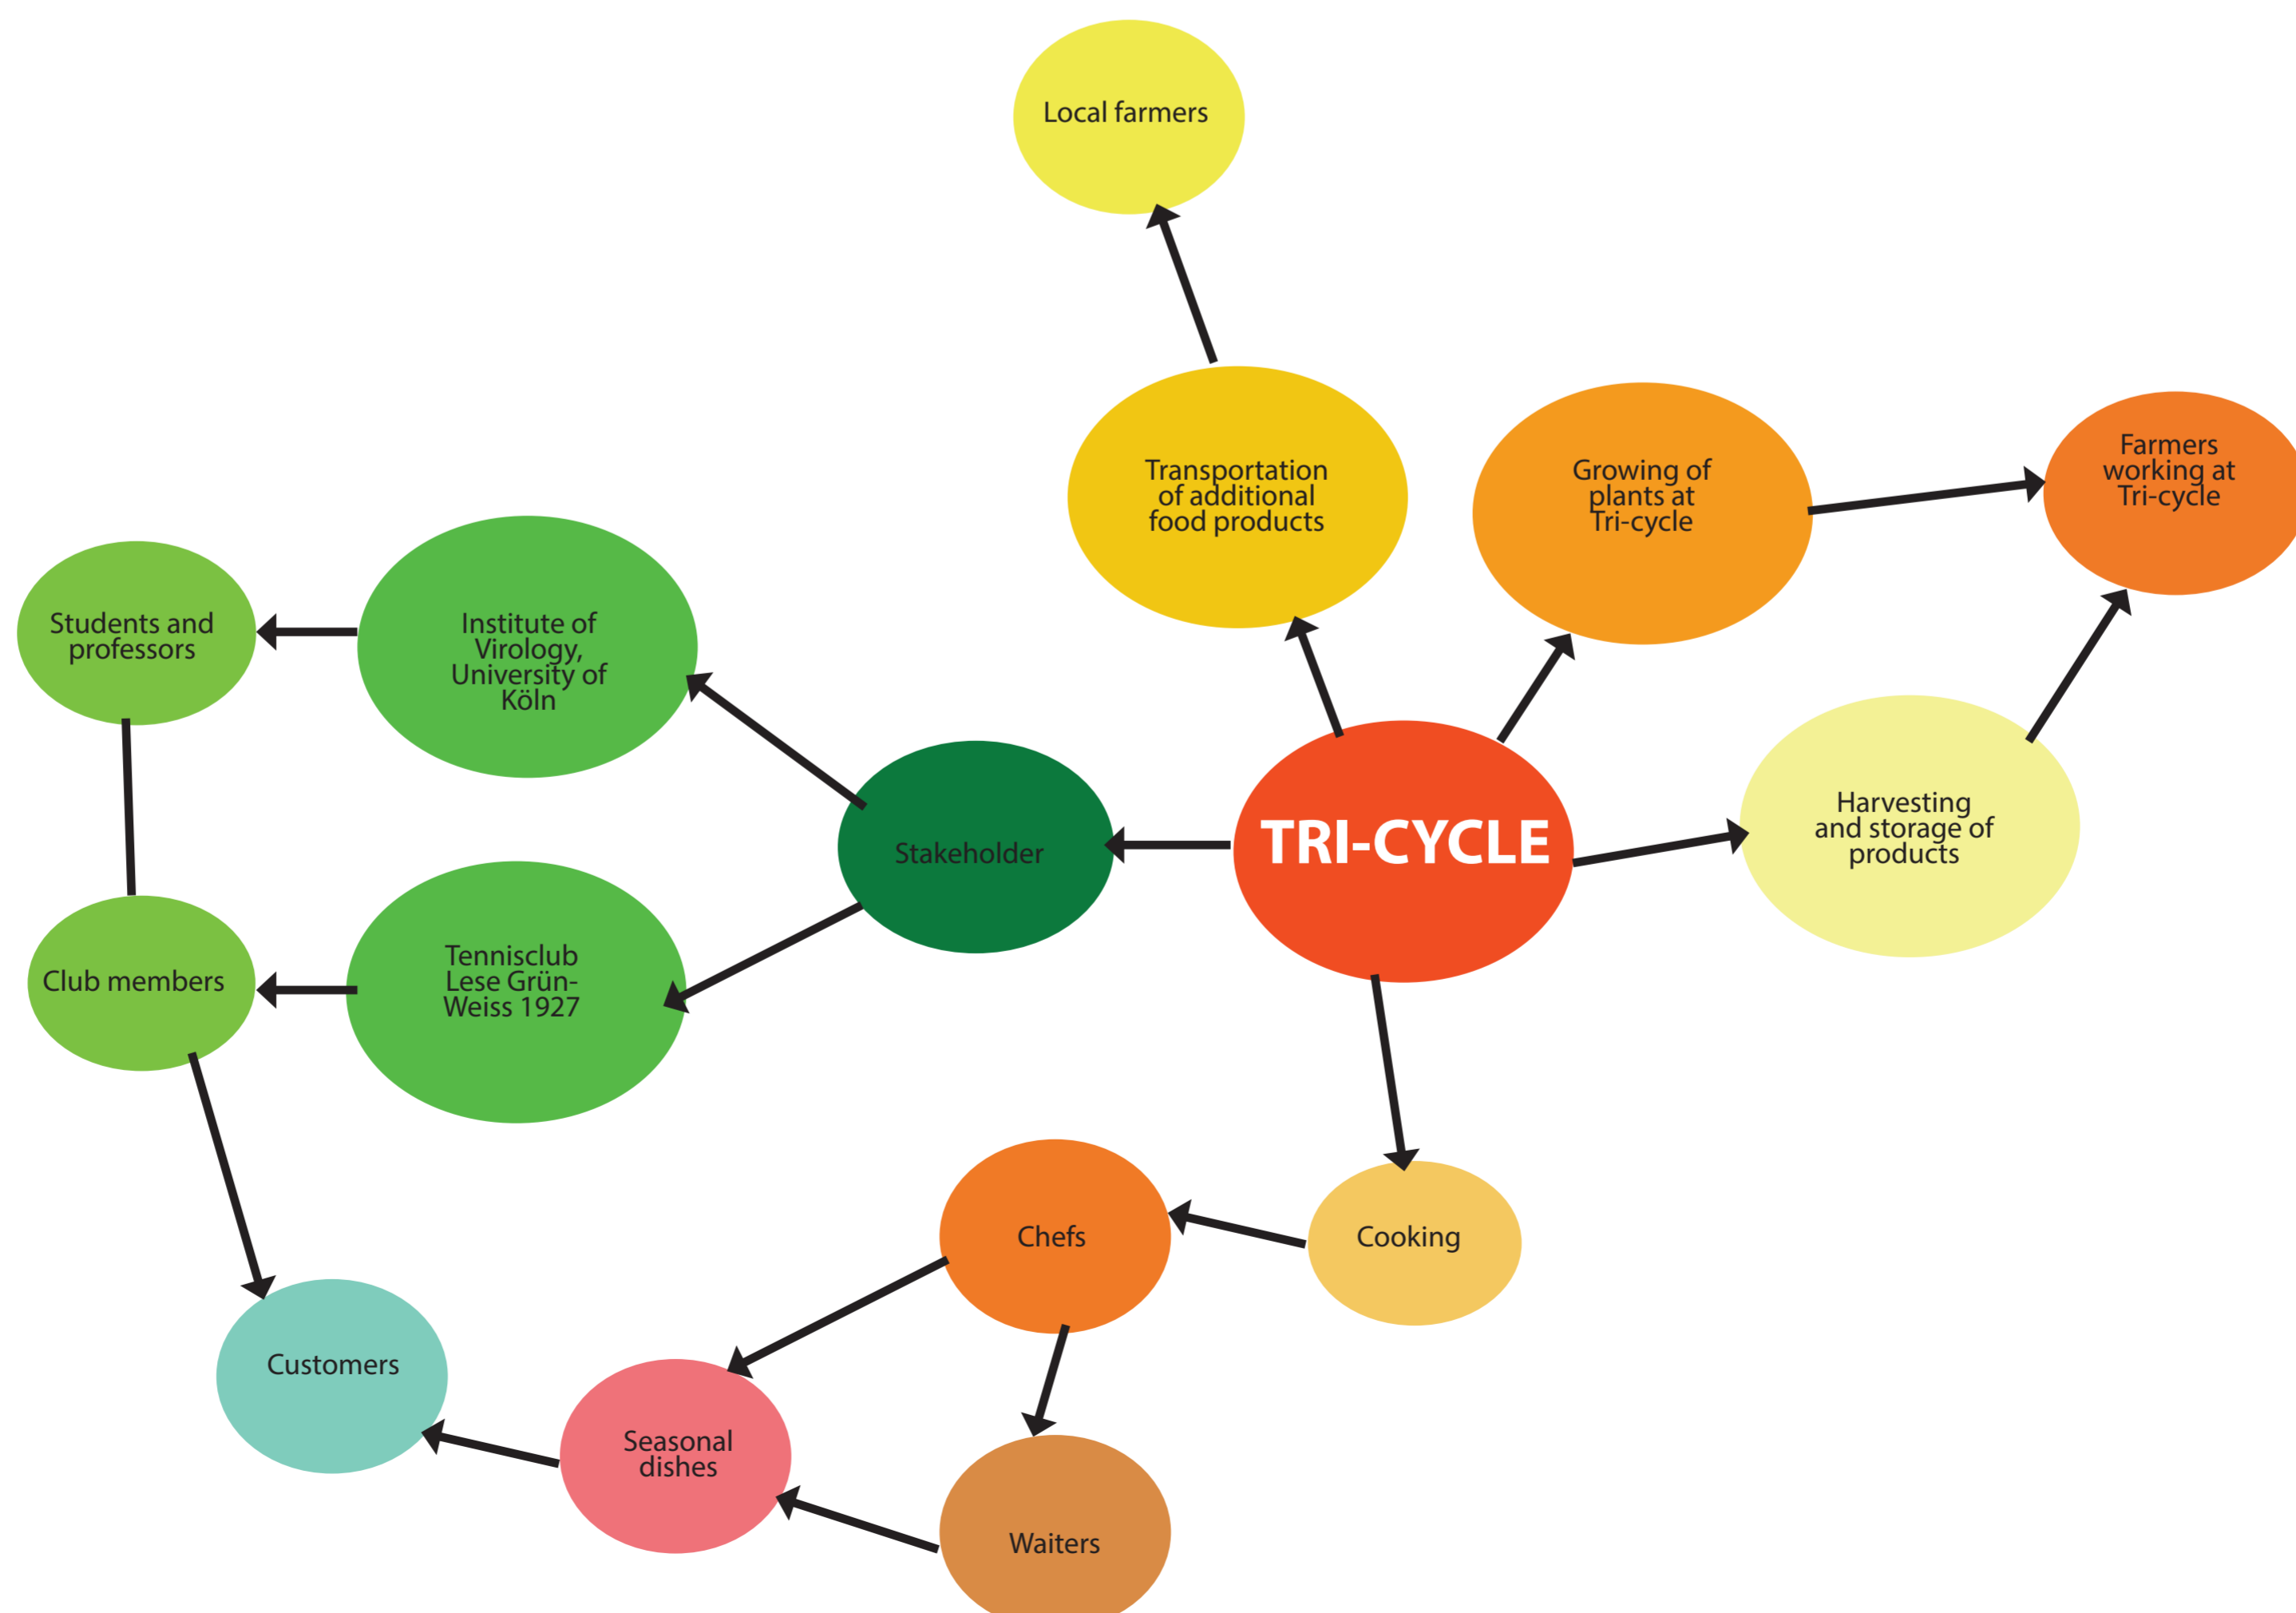 Local farmers
Transportation
of additional
food products
Growing of
plants at
Tri-cycle
Farmers
working at
Tri-cycle
Students and
professors
Institute of
Virology,
University of
Köln
Stakeholder
TRI-CYCLE
Harvesting
and storage of
products
Club members
Tennisclub
Lese Grün-
Weiss 1927
Chefs
Cooking
Customers
Seasonal
dishes
Waiters